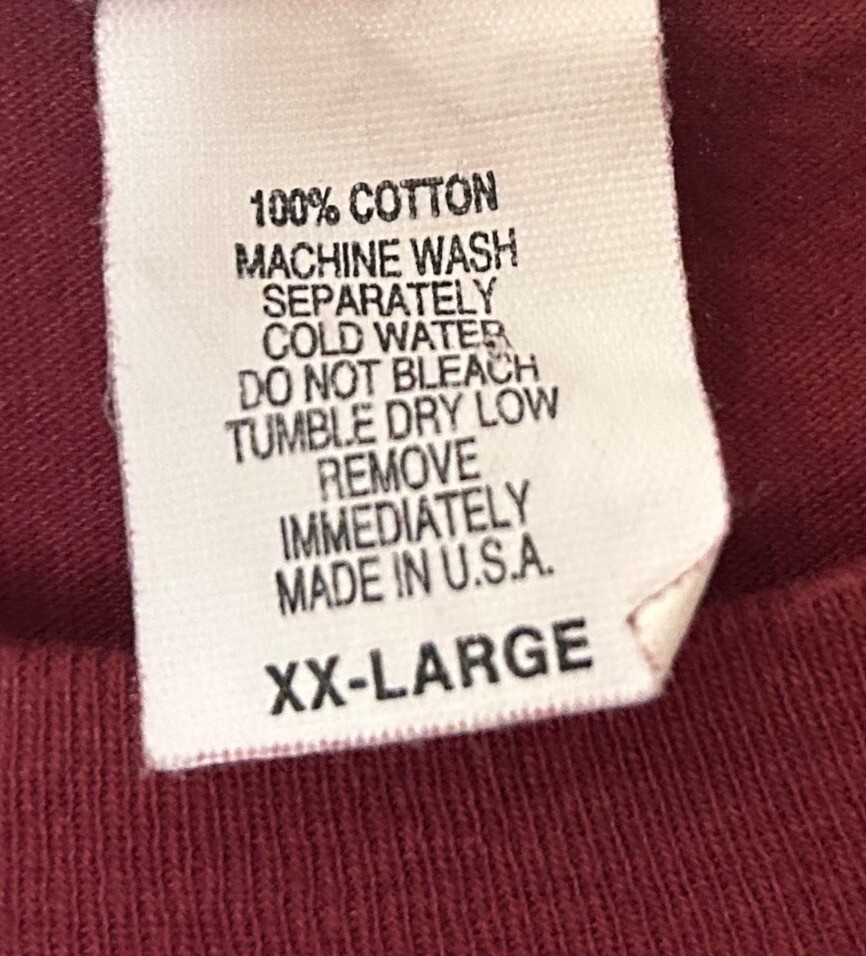 100% COTTON
MACHINE WASH
SEPARATELY
COLD WATER
DO NOT BLEACH
TUMBLE DRY LOW
REMOVE
IMMEDIATELY
MADE IN U.S.A.
XX-LARGE